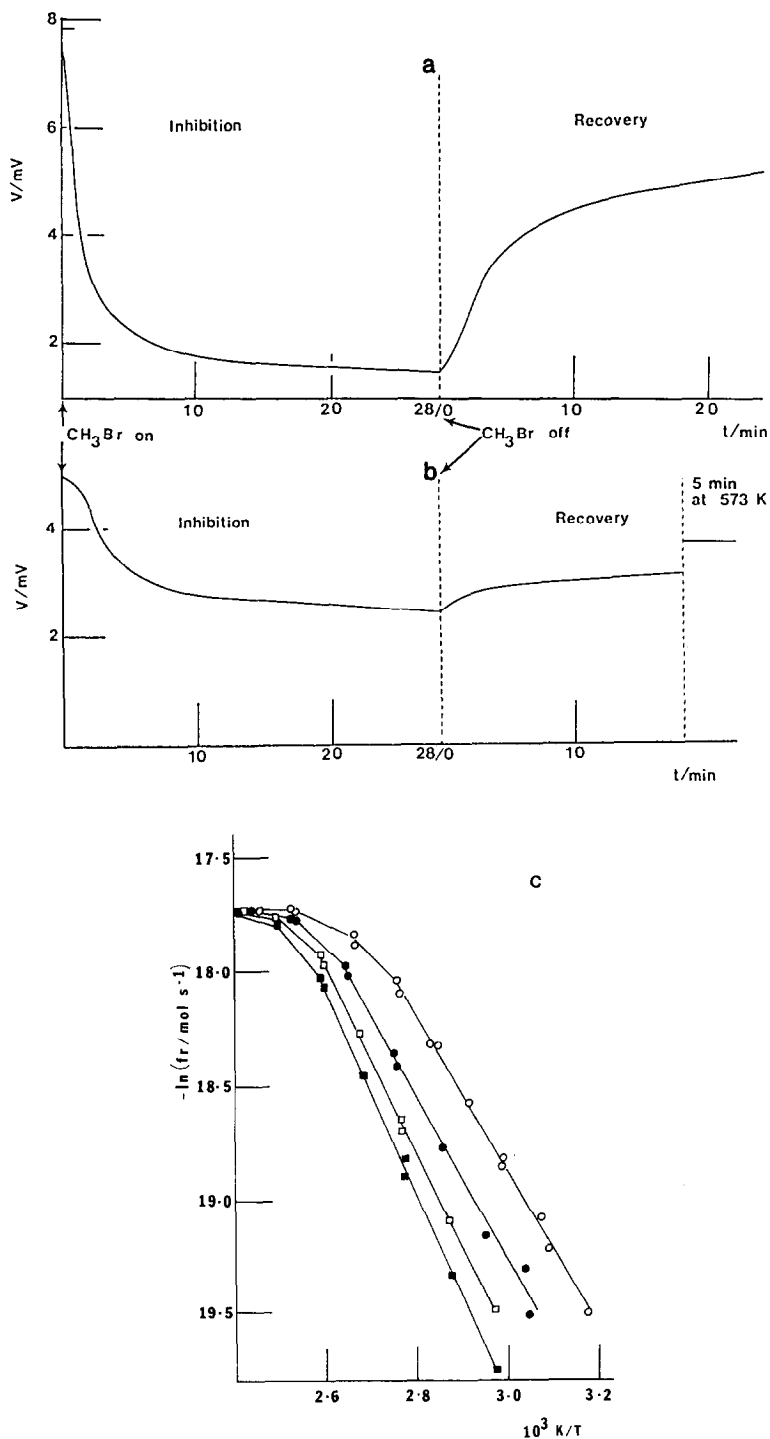 8
a
Inhibition
Recovery
6
V/mV
4
2
10
20
28/0
10
20
t/min
CH3Br on
CH3Br off
b
5 min
at 573 K
Inhibition
Recovery
4
V/mV
2
10
20
28/0
10
t/min
17·5
c
18·0
-ln(fr/mol s-1)
18·5
19·0
19·5
2·6
2·8
3·0
3·2
10³ K/T